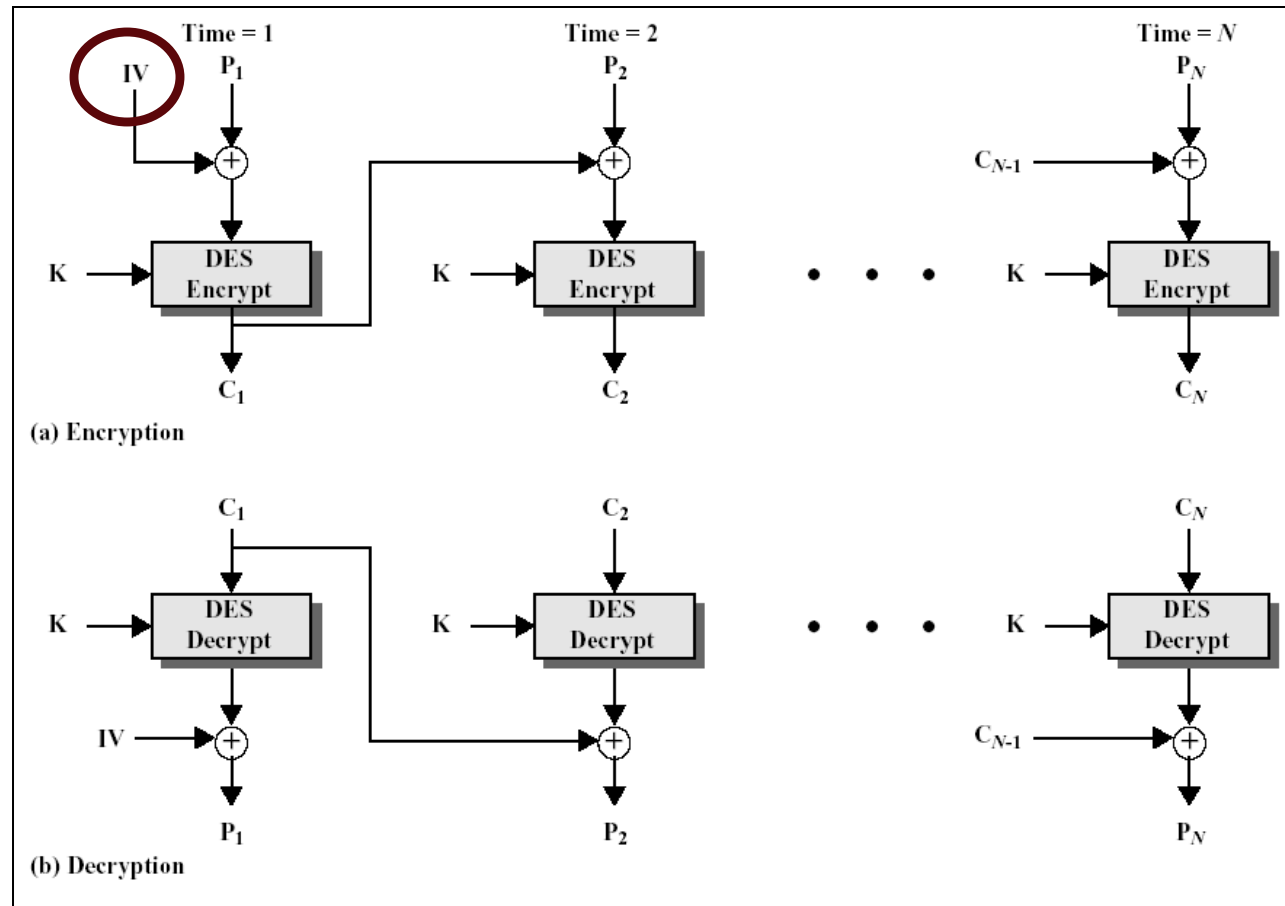 Time = 1 Time = 2 Time = N
IV P1 P2 PN
+ + CN-1 +
K DES Encrypt K DES Encrypt • • • K DES Encrypt
C1 C2 CN
(a) Encryption
C1 C2 CN
K DES Decrypt K DES Decrypt • • • K DES Decrypt
IV + + CN-1 +
P1 P2 PN
(b) Decryption